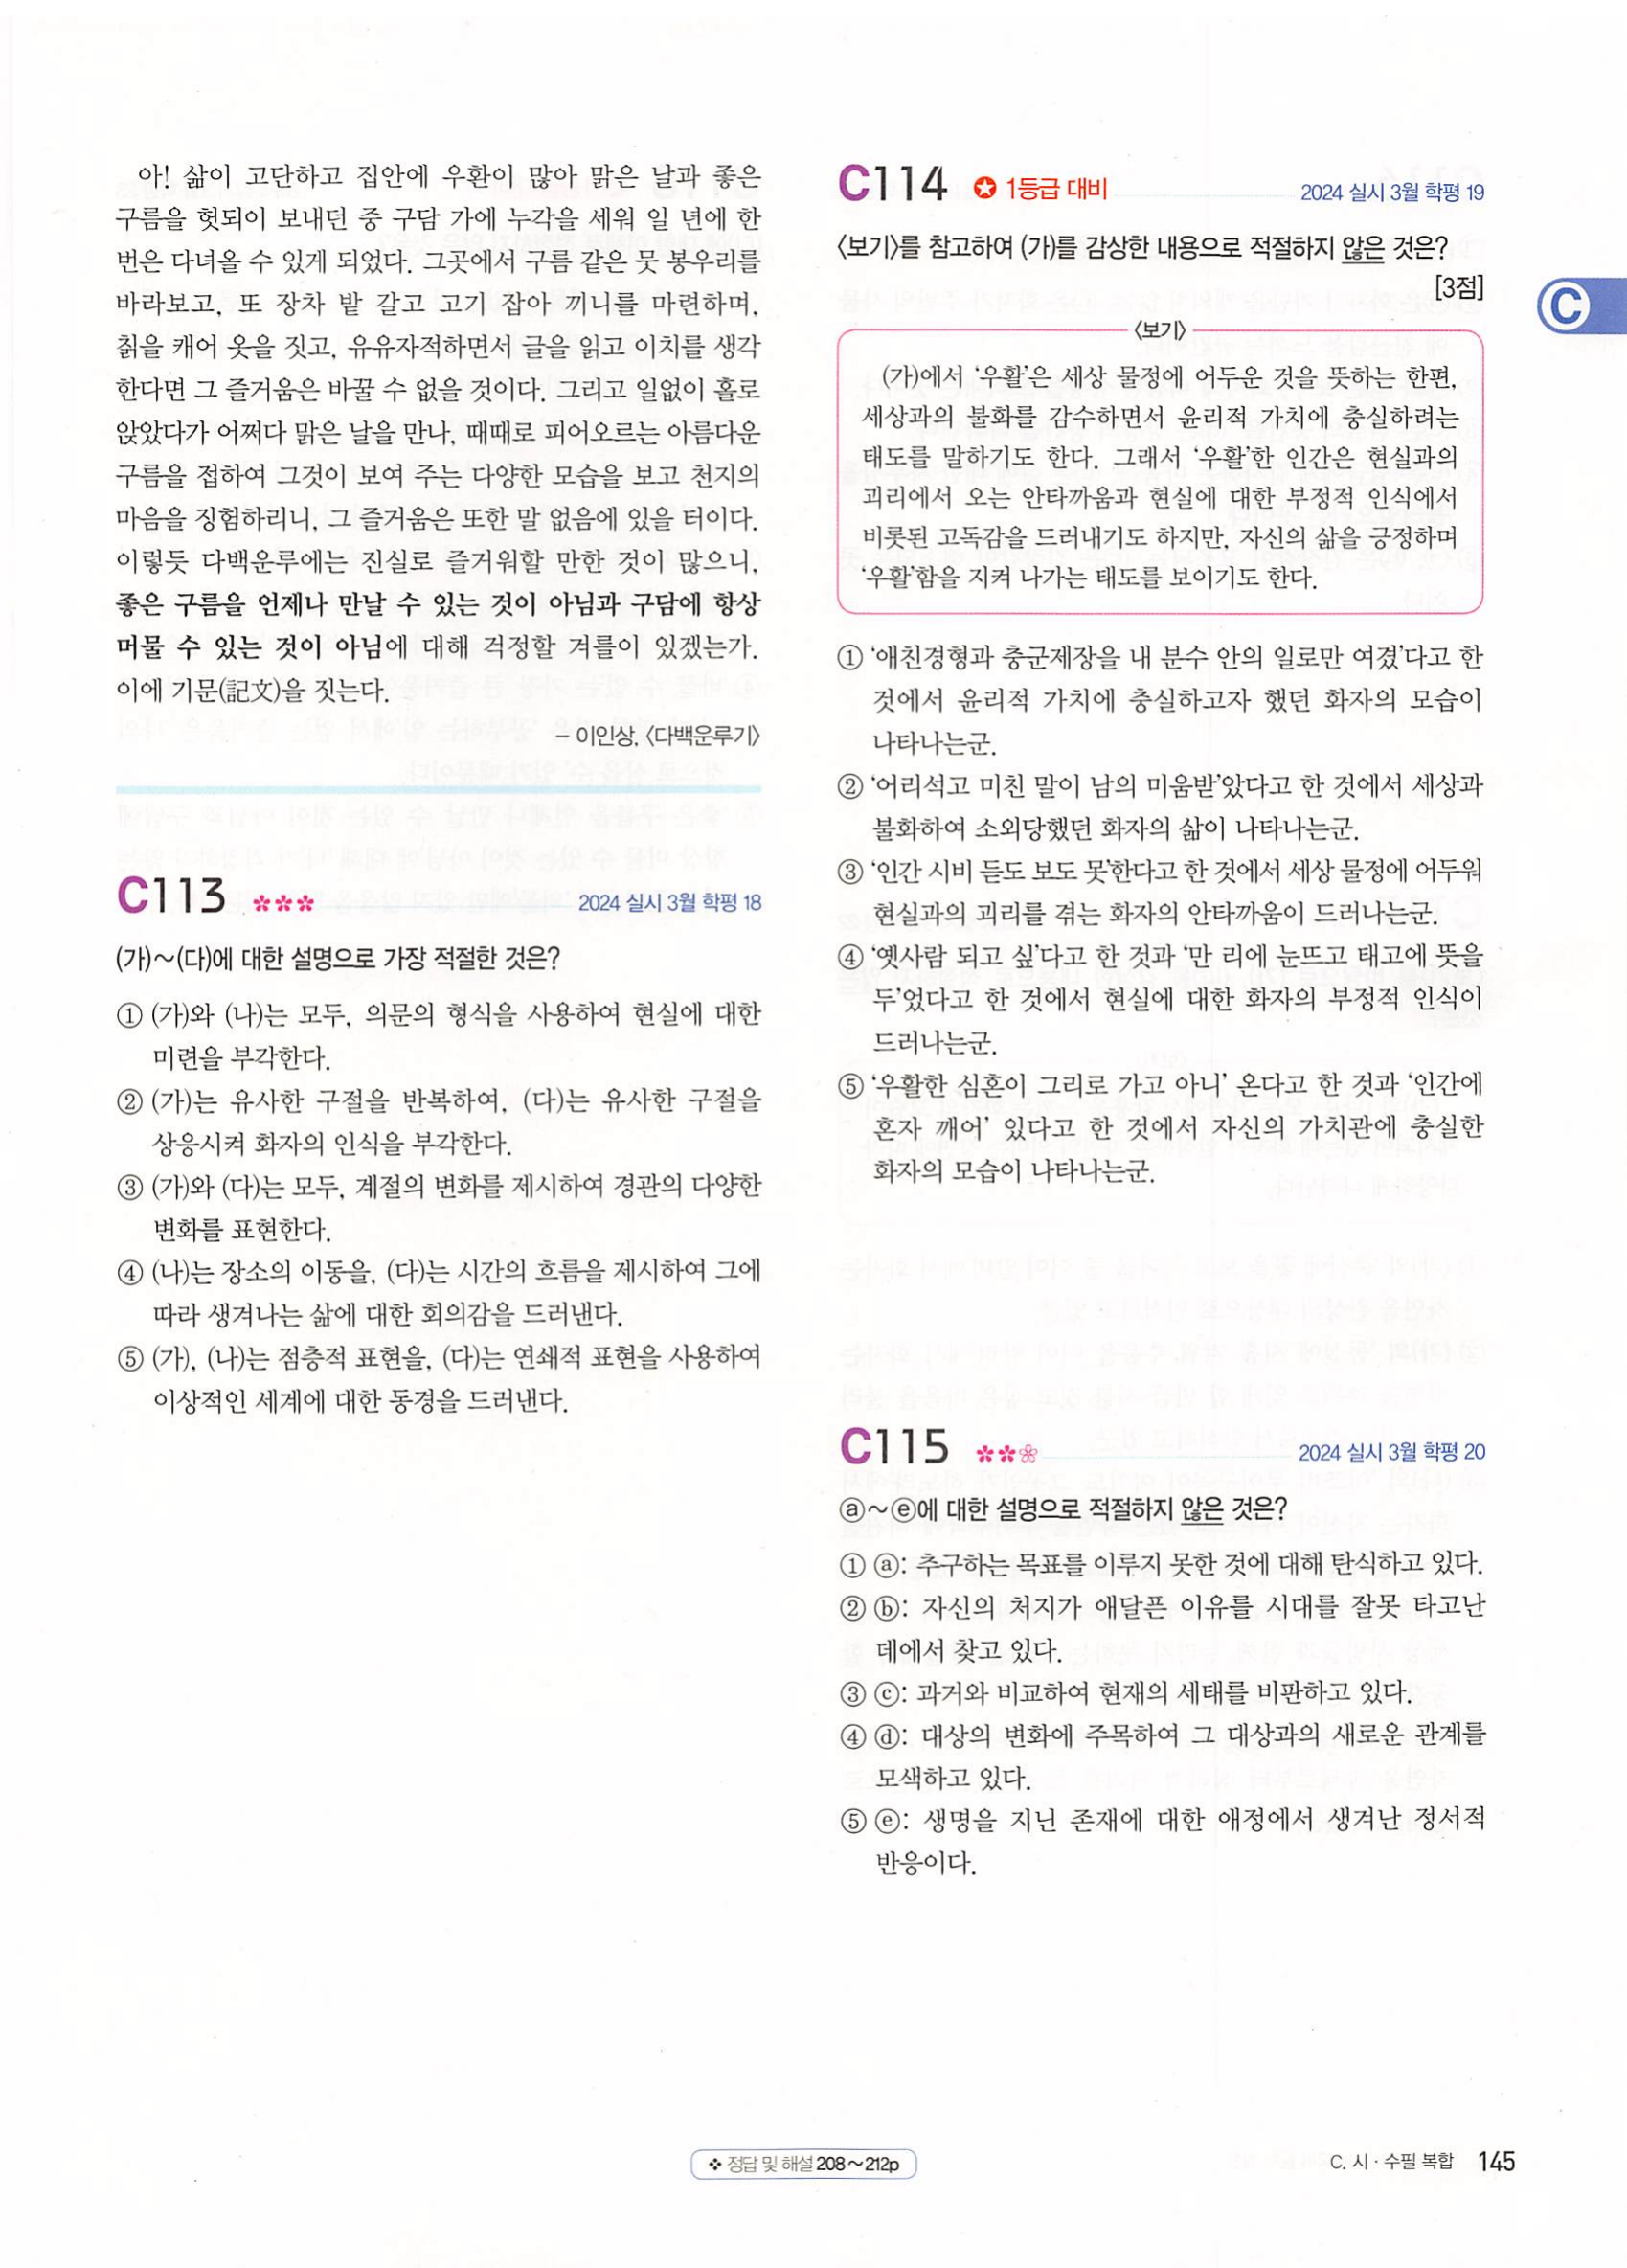 아! 삶이 고단하고 집안에 우환이 많아 맑은 날과 좋은
구름을 헛되이 보내던 중 구담 가에 누각을 세워 일 년에 한
번은 다녀올 수 있게 되었다. 그곳에서 구름 같은 뭇 봉우리를
바라보고, 또 장차 밭 갈고 고기 잡아 끼니를 마련하며,
칡을 캐어 옷을 짓고, 유유자적하면서 글을 읽고 이치를 생각
한다면 그 즐거움은 바꿀 수 없을 것이다. 그리고 일없이 홀로
앉았다가 어쩌다 맑은 날을 만나, 때때로 피어오르는 아름다운
구름을 접하여 그것이 보여 주는 다양한 모습을 보고 천지의
마음을 징험하리니, 그 즐거움은 또한 말 없음에 있을 터이다.
이렇듯 다백운루에는 진실로 즐거워할 만한 것이 많으니,
좋은 구름을 언제나 만날 수 있는 것이 아님과 구담에 항상
머물 수 있는 것이 아님에 대해 걱정할 겨를이 있겠는가.
이에 기문(記文)을 짓는다.
– 이인상, 〈다백운루기〉
C113 ✽✽✽ 2024 실시 3월 학평 18
(가)~(다)에 대한 설명으로 가장 적절한 것은?
① (가)와 (나)는 모두, 의문의 형식을 사용하여 현실에 대한
미련을 부각한다.
② (가)는 유사한 구절을 반복하여, (다)는 유사한 구절을
상응시켜 화자의 인식을 부각한다.
③ (가)와 (다)는 모두, 계절의 변화를 제시하여 경관의 다양한
변화를 표현한다.
④ (나)는 장소의 이동을, (다)는 시간의 흐름을 제시하여 그에
따라 생겨나는 삶에 대한 회의감을 드러낸다.
⑤ (가), (나)는 점층적 표현을, (다)는 연쇄적 표현을 사용하여
이상적인 세계에 대한 동경을 드러낸다.
C114 ✪ 1등급 대비 2024 실시 3월 학평 19
〈보기〉를 참고하여 (가)를 감상한 내용으로 적절하지 않은 것은?
[3점]
〈보기〉
(가)에서 '우활'은 세상 물정에 어두운 것을 뜻하는 한편,
세상과의 불화를 감수하면서 윤리적 가치에 충실하려는
태도를 말하기도 한다. 그래서 '우활'한 인간은 현실과의
괴리에서 오는 안타까움과 현실에 대한 부정적 인식에서
비롯된 고독감을 드러내기도 하지만, 자신의 삶을 긍정하며
'우활'함을 지켜 나가는 태도를 보이기도 한다.
① '애친경형과 충군제장을 내 분수 안의 일로만 여겼'다고 한
것에서 윤리적 가치에 충실하고자 했던 화자의 모습이
나타나는군.
② '어리석고 미친 말이 남의 미움받'았다고 한 것에서 세상과
불화하여 소외당했던 화자의 삶이 나타나는군.
③ '인간 시비 듣도 보도 못'한다고 한 것에서 세상 물정에 어두워
현실과의 괴리를 겪는 화자의 안타까움이 드러나는군.
④ '옛사람 되고 싶'다고 한 것과 '만 리에 눈뜨고 태고에 뜻을
두'었다고 한 것에서 현실에 대한 화자의 부정적 인식이
드러나는군.
⑤ '우활한 심혼이 그리로 가고 아니' 온다고 한 것과 '인간에
혼자 깨어' 있다고 한 것에서 자신의 가치관에 충실한
화자의 모습이 나타나는군.
C115 ✽✽❀ 2024 실시 3월 학평 20
ⓐ~ⓔ에 대한 설명으로 적절하지 않은 것은?
① ⓐ: 추구하는 목표를 이루지 못한 것에 대해 탄식하고 있다.
② ⓑ: 자신의 처지가 애달픈 이유를 시대를 잘못 타고난
데에서 찾고 있다.
③ ⓒ: 과거와 비교하여 현재의 세태를 비판하고 있다.
④ ⓓ: 대상의 변화에 주목하여 그 대상과의 새로운 관계를
모색하고 있다.
⑤ ⓔ: 생명을 지닌 존재에 대한 애정에서 생겨난 정서적
반응이다.
C
❖ 정답 및 해설 208~212p
C. 시·수필 복합 145